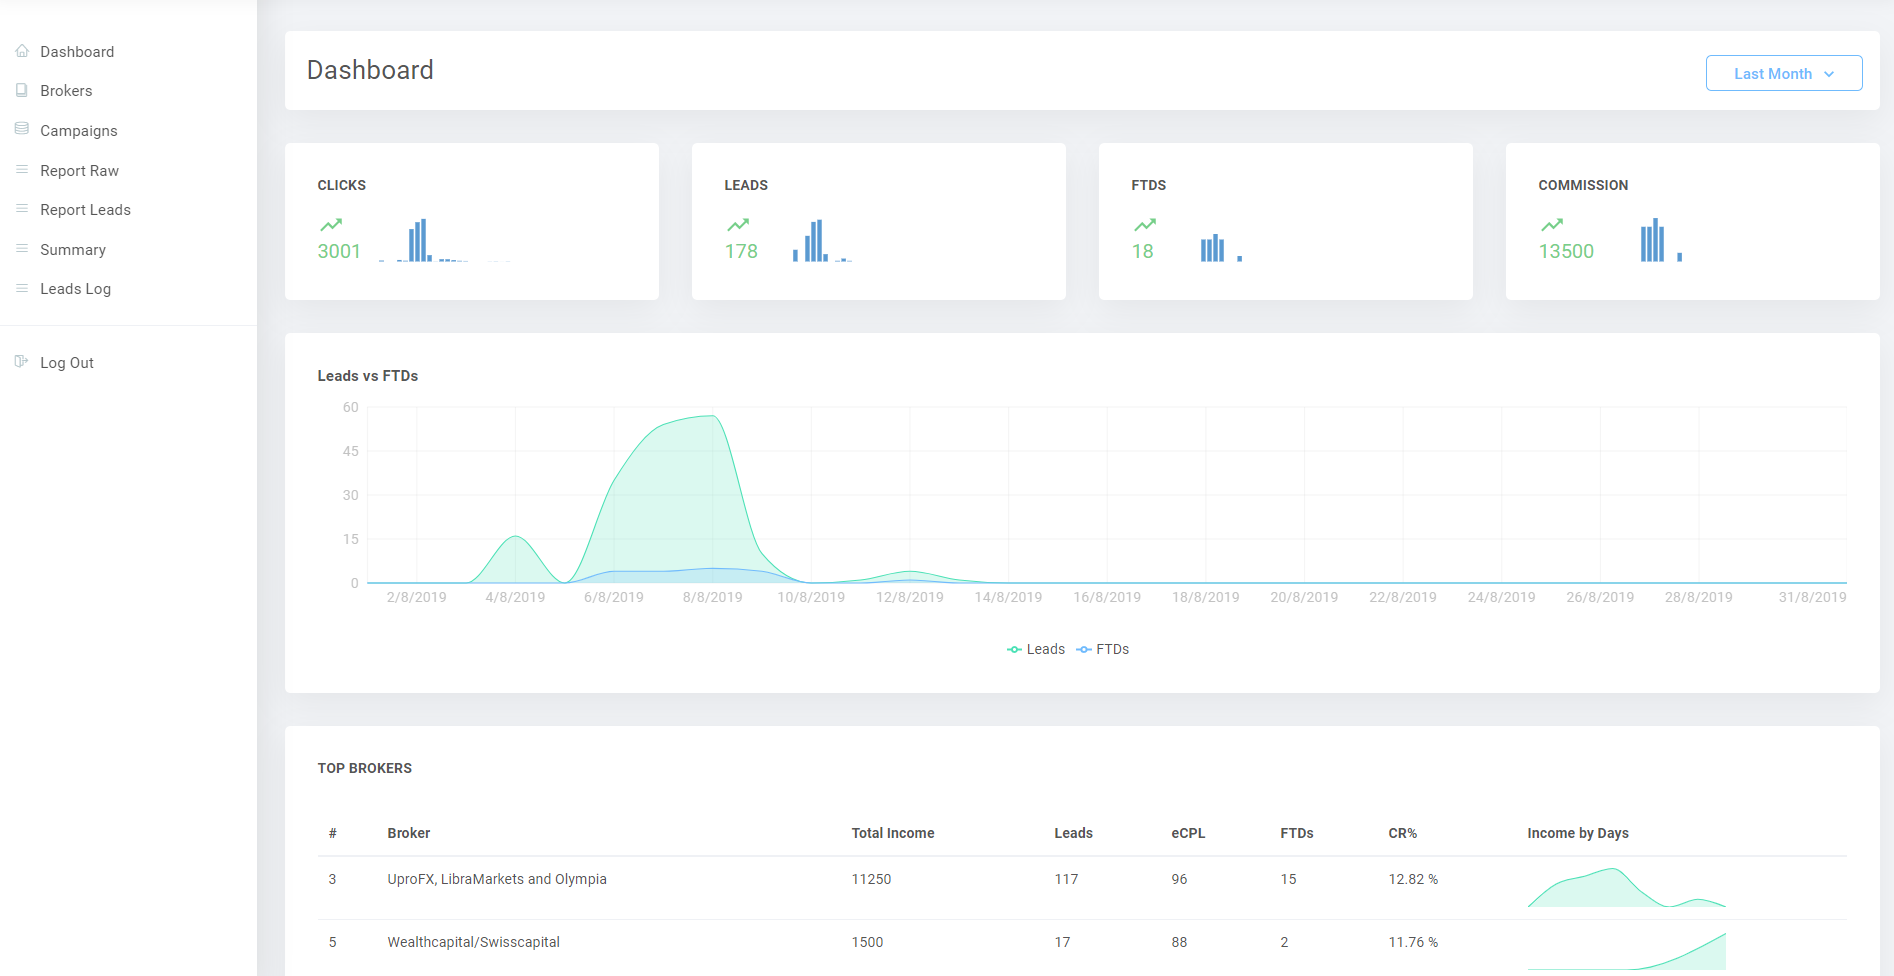 Dashboard
Brokers
Campaigns
Report Raw
Report Leads
Summary
Leads Log
Log Out
Dashboard
Last Month
CLICKS
3001
LEADS
178
FTDS
18
COMMISSION
13500
Leads vs FTDs
60
45
30
15
0
2/8/2019 4/8/2019 6/8/2019 8/8/2019 10/8/2019 12/8/2019 14/8/2019 16/8/2019 18/8/2019 20/8/2019 22/8/2019 24/8/2019 26/8/2019 28/8/2019 31/8/2019
Leads FTDs
TOP BROKERS
# Broker Total Income Leads eCPL FTDs CR% Income by Days
3 UproFX, LibraMarkets and Olympia 11250 117 96 15 12.82 %
5 Wealthcapital/Swisscapital 1500 17 88 2 11.76 %